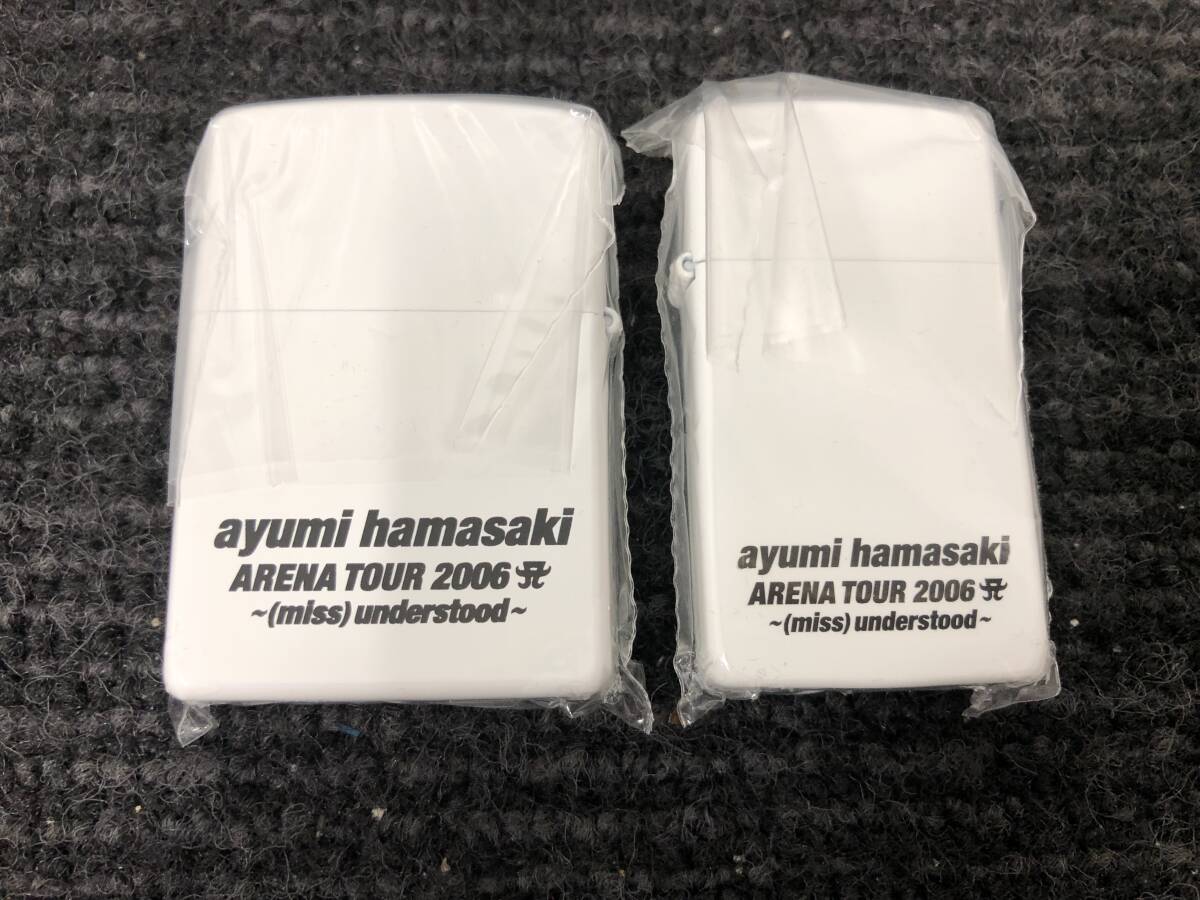 ayumi hamasaki
ARENA TOUR 2006 A
~(miss) understood~
ayumi hamasaki
ARENA TOUR 2006 A
~(miss) understood~